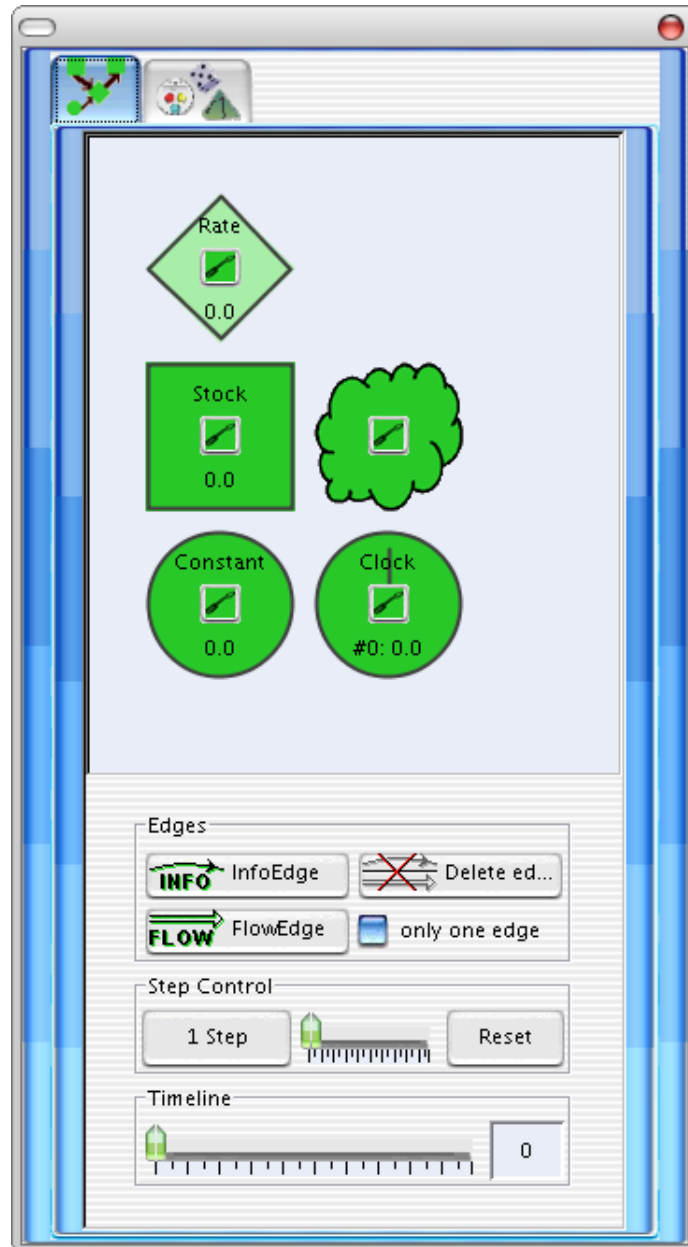 Rate
0.0
Stock
0.0
Constant
0.0
Clock
#0: 0.0
Edges
INFO InfoEdge
Delete ed...
FLOW FlowEdge
only one edge
Step Control
1 Step
Reset
Timeline
0